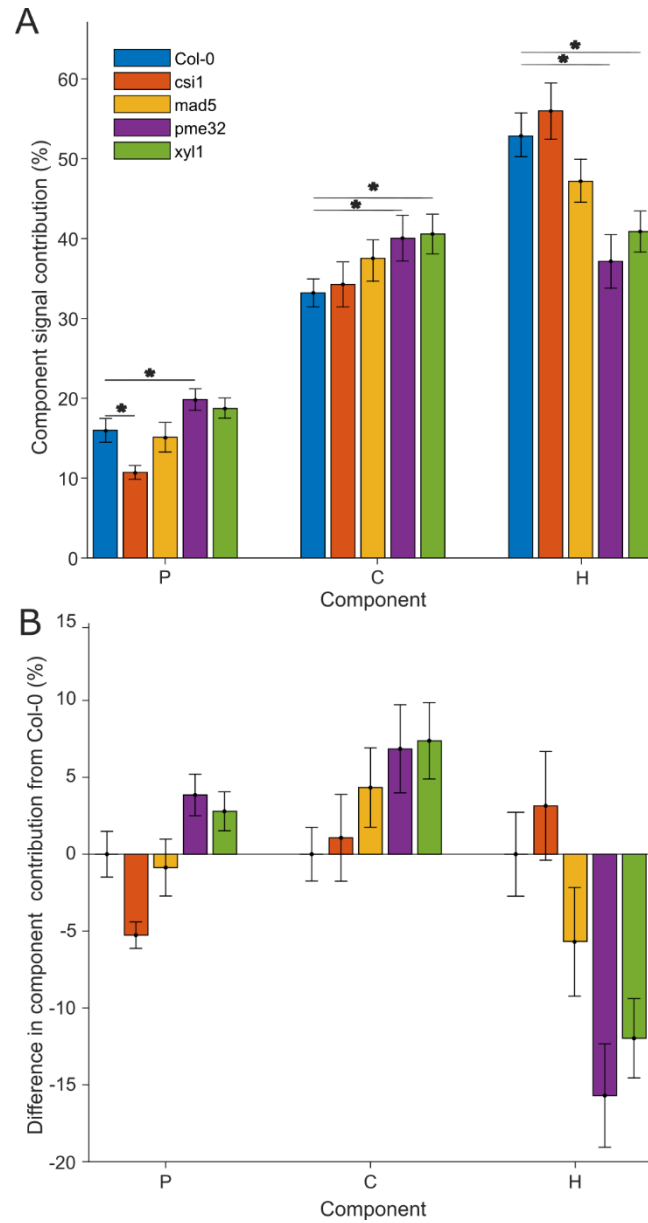 A
Col-0
csi1
mad5
pme32
xyl1
Component signal contribution (%)
60
50
40
30
20
10
0
*
*
*
*
*
*
P
C
H
Component
B
Difference in component contribution from Col-0 (%)
15
10
5
0
-5
-10
-15
-20
P
C
H
Component